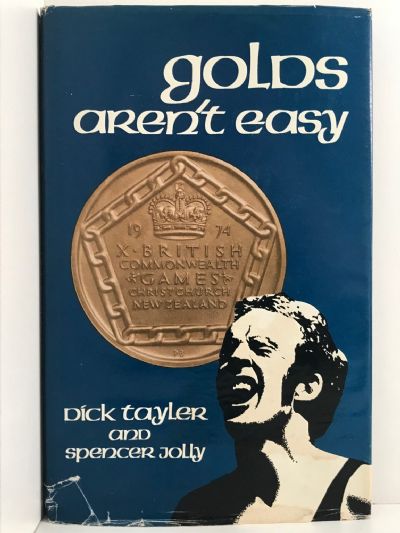 golds
aren't easy
19 74
X · BRITISH
COMMONWEALTH
GAMES
CHRISTCHURCH
NEW ZEALAND
Dick Tayler
and
Spencer Jolly